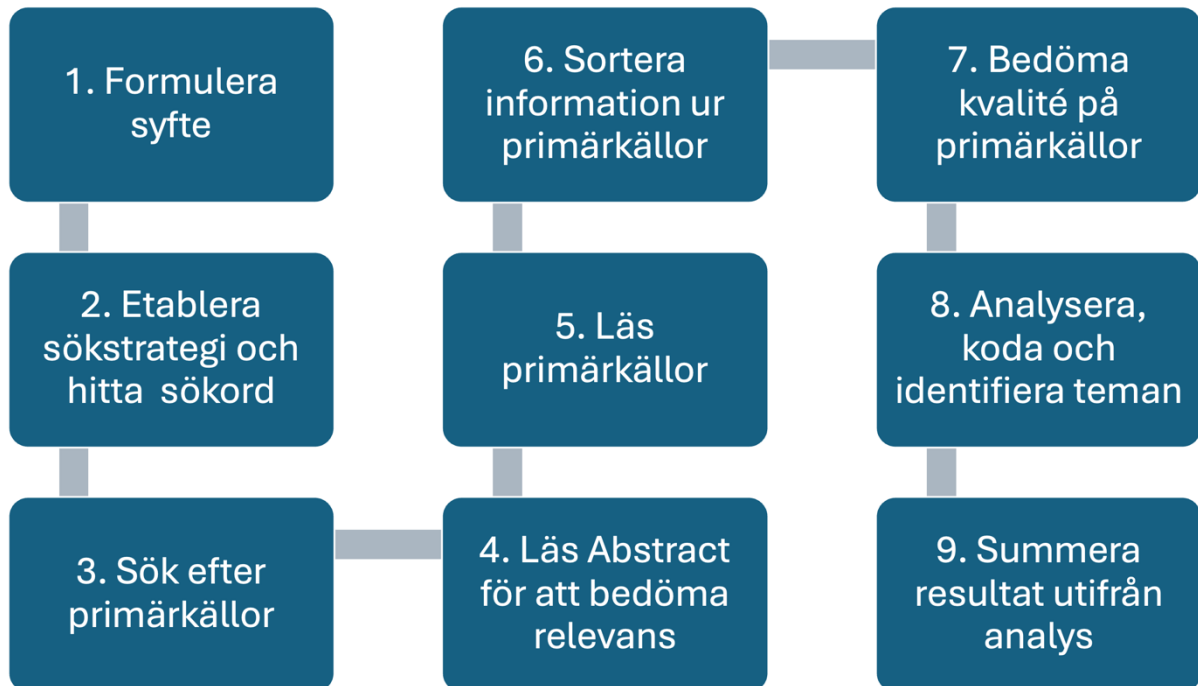 1. Formulera
syfte
2. Etablera
sökstrategi och
hitta  sökord
3. Sök efter
primärkällor
4. Läs Abstract
för att bedöma
relevans
5. Läs
primärkällor
6. Sortera
information ur
primärkällor
7. Bedöma
kvalité på
primärkällor
8. Analysera,
koda och
identifiera teman
9. Summera
resultat utifrån
analys